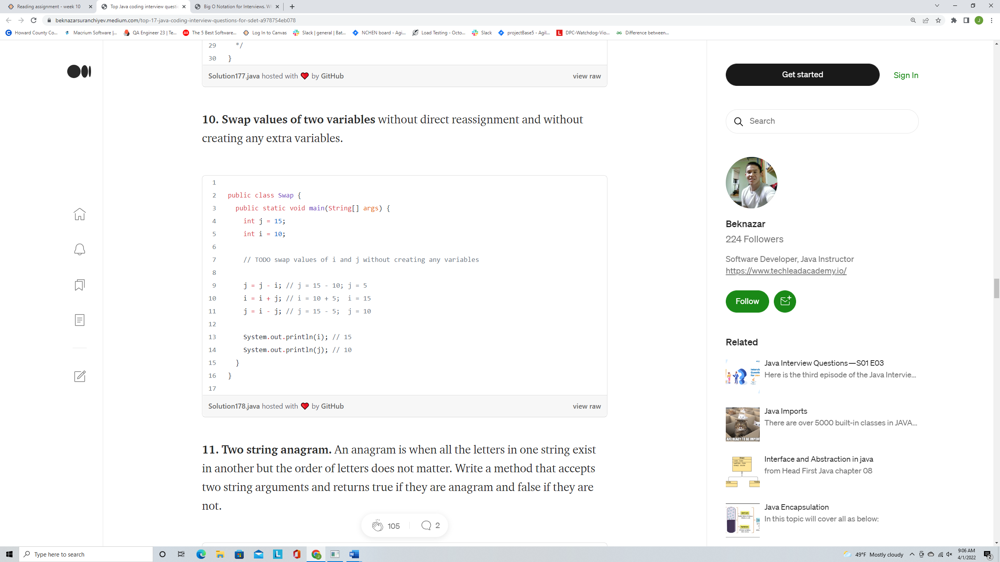 Reading assignment - week 10
Top Java coding interview questi
Big O Notation for Interviews. W
beknazarsuranchiyev.medium.com/top-17-java-coding-interview-questions-for-sdet-a978754eb078
J
Howard County Co...
Macrium Software |...
QA Engineer 23 | Te...
The 5 Best Software...
Log In to Canvas
Slack | general | Bat...
NCHEN board - Agi...
Load Testing - Octo...
Slack
projectBase5 - Agil...
DPC-Watchdog-Vio...
Difference between...
29 */
30 }
Solution177.java hosted with ❤ by GitHub view raw
10. Swap values of two variables without direct reassignment and without
creating any extra variables.
1
2 public class Swap {
3 public static void main(String[] args) {
4 int j = 15;
5 int i = 10;
6
7 // TODO swap values of i and j without creating any variables
8
9 j = j - i; // j = 15 - 10; j = 5
10 i = i + j; // i = 10 + 5;  i = 15
11 j = i - j; // j = 15 - 5;  j = 10
12
13 System.out.println(i); // 15
14 System.out.println(j); // 10
15 }
16 }
17
Solution178.java hosted with ❤ by GitHub view raw
11. Two string anagram. An anagram is when all the letters in one string exist
in another but the order of letters does not matter. Write a method that accepts
two string arguments and returns true if they are anagram and false if they are
not.
105
2
Get started
Sign In
Search
Beknazar
224 Followers
Software Developer, Java Instructor
https://www.techleadacademy.io/
Follow
Related
Java Interview Questions — S01 E03
Here is the third episode of the Java Intervie...
Java Imports
There are over 5000 built-in classes in JAVA...
ARE READY TO BE IMPOR
Interface and Abstraction in java
from Head First Java chapter 08
Java Encapsulation
In this topic will cover all as below:
Type here to search
49°F Mostly cloudy
9:06 AM
4/1/2022
2